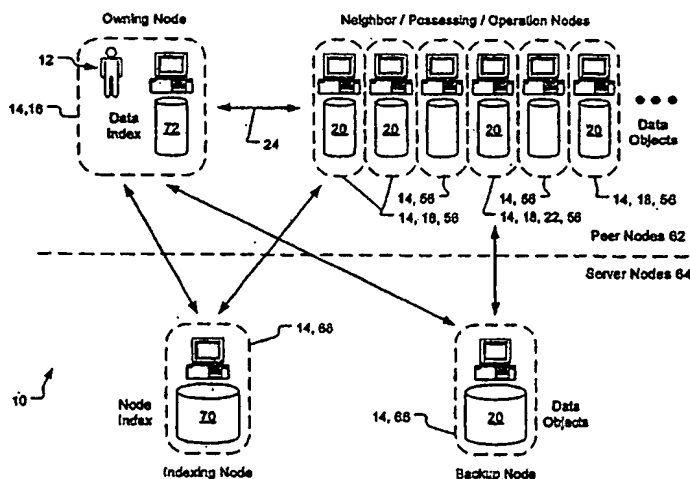 Owning Node
Neighbor / Possessing / Operation Nodes
12
14,16
Data
Index
72
24
20
20
20
20
Data
Objects
14, 56
14, 18, 56
14, 56
14, 18, 22, 56
14, 18, 56
Peer Nodes 62
Server Nodes 64
14, 68
10
Node
Index
70
Indexing Node
14, 66
20
Data
Objects
Backup Node